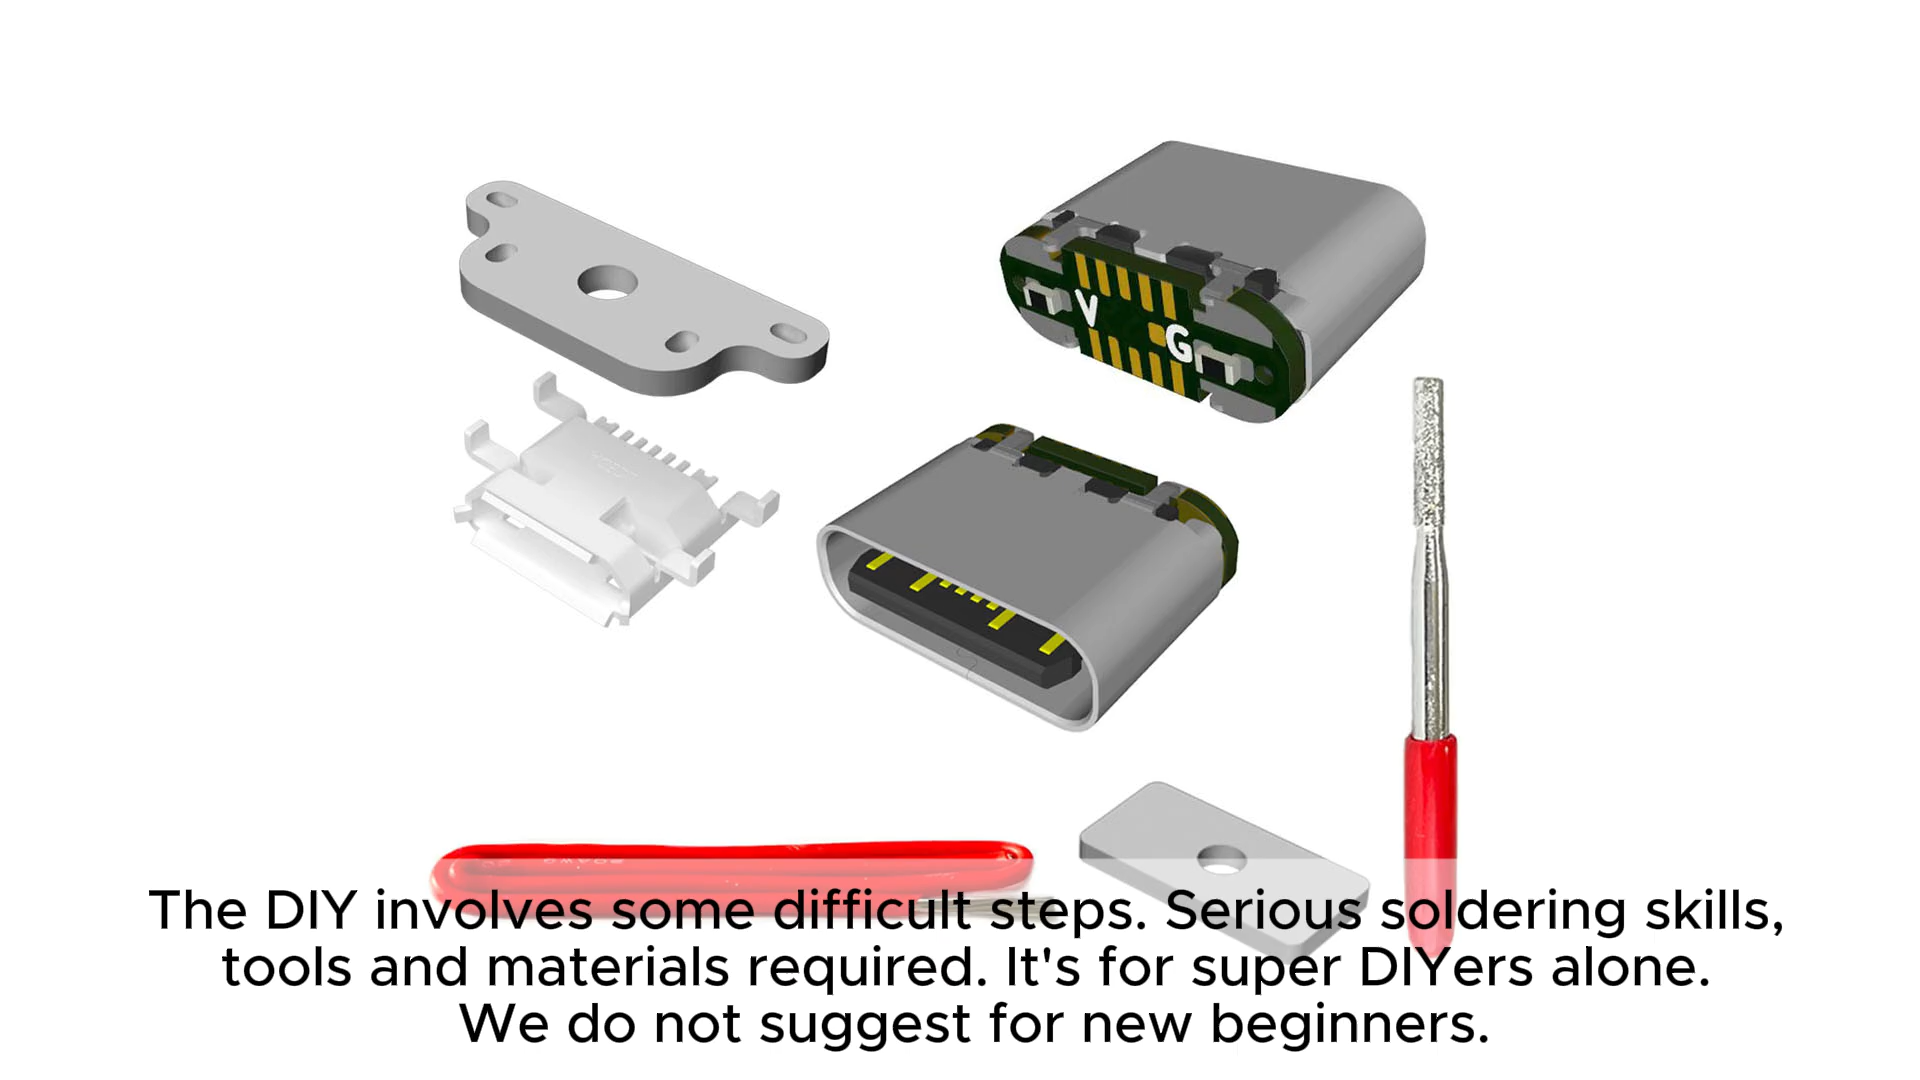 V
G
The DIY involves some difficult steps. Serious soldering skills,
tools and materials required. It's for super DIYers alone.
We do not suggest for new beginners.